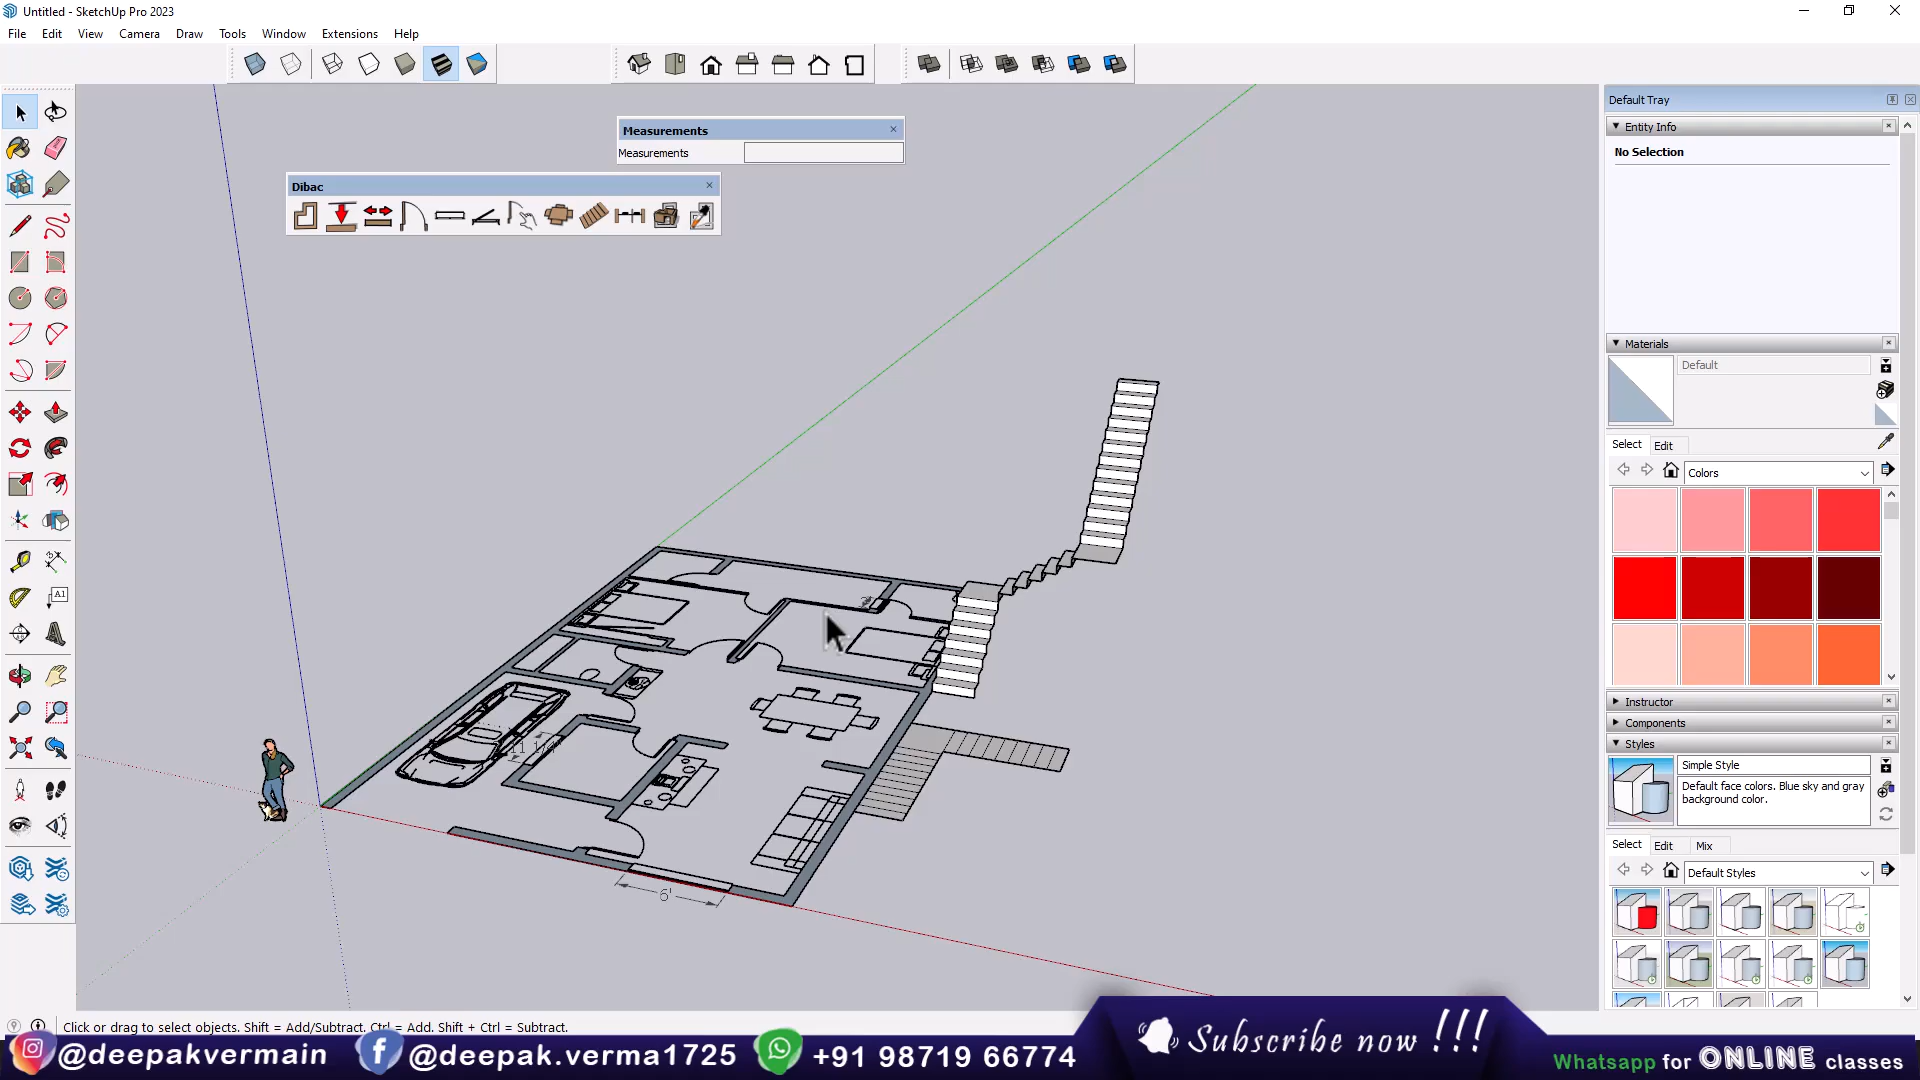 Untitled - SketchUp Pro 2023
File Edit View Camera Draw Tools Window Extensions Help
Default Tray
Entity Info
No Selection
Measurements
Measurements
Dibac
Materials
Default
Select Edit
Colors
Instructor
Components
Styles
Simple Style
Default face colors. Blue sky and gray
background color.
Select Edit Mix
Default Styles
A1
6'
Click or drag to select objects. Shift = Add/Subtract. Ctrl = Add. Shift + Ctrl = Subtract.
@deepakvermain @deepak.verma1725 +91 98719 66774
Subscribe now !!!
Whatsapp for ONLINE classes